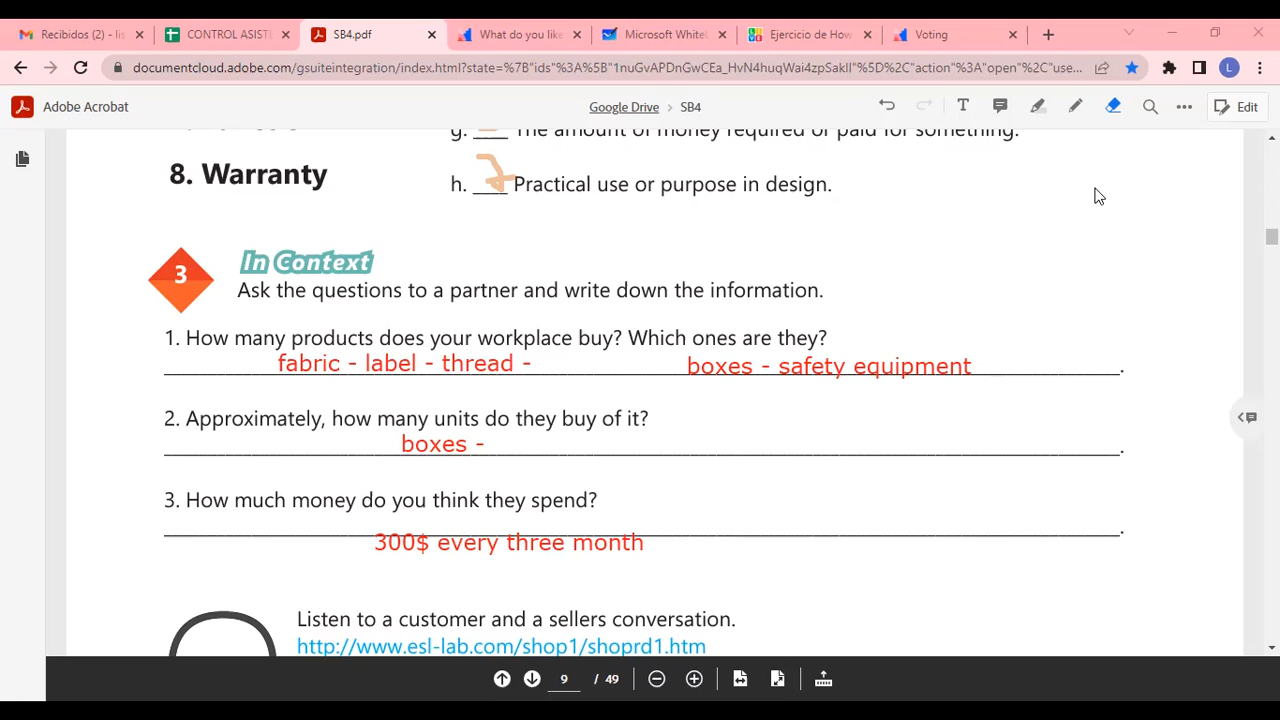 Recibidos (2) - lis
CONTROL ASISTE
SB4.pdf
What do you like
Microsoft Whitel
Ejercicio de How
Voting
documentcloud.adobe.com/gsuiteintegration/index.html?state=%7B"ids"%3A%5B"1nuGvAPDnGwCEa_HvN4huqWai4zpSakIl"%5D%2C"action"%3A"open"%2C"use...
L
Adobe Acrobat
Google Drive
SB4
Edit
g. ____ The amount of money required or paid for something.
8. Warranty
h. 7 Practical use or purpose in design.
3
In Context
Ask the questions to a partner and write down the information.
1. How many products does your workplace buy? Which ones are they?
fabric - label - thread - boxes - safety equipment
2. Approximately, how many units do they buy of it?
boxes -
3. How much money do you think they spend?
300$ every three month
Listen to a customer and a sellers conversation.
http://www.esl-lab.com/shop1/shoprd1.htm
9 / 49